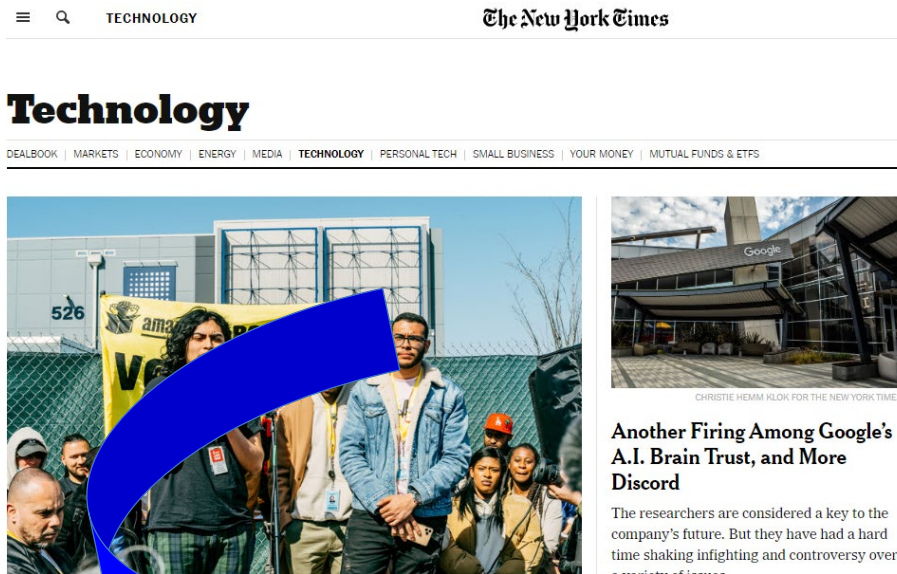 TECHNOLOGY
The New York Times
Technology
DEALBOOK | MARKETS | ECONOMY | ENERGY | MEDIA | TECHNOLOGY | PERSONAL TECH | SMALL BUSINESS | YOUR MONEY | MUTUAL FUNDS & ETFS
526
ama
Google
CHRISTIE HEMM KLOK FOR THE NEW YORK TIME
Another Firing Among Google's
A.I. Brain Trust, and More
Discord
The researchers are considered a key to the
company's future. But they have had a hard
time shaking infighting and controversy over